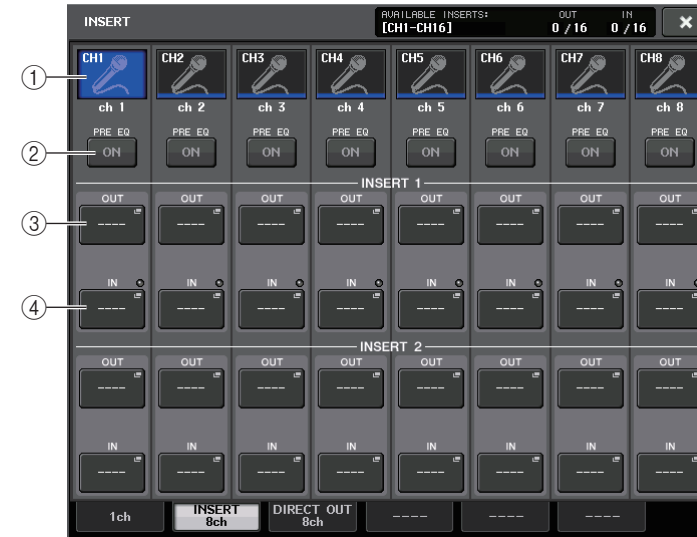 INSERT
AVAILABLE INSERTS: OUT IN
[CH1-CH16] 0 /16 0 /16
CH1 CH2 CH3 CH4 CH5 CH6 CH7 CH8
1
ch 1 ch 2 ch 3 ch 4 ch 5 ch 6 ch 7 ch 8
PRE EQ PRE EQ PRE EQ PRE EQ PRE EQ PRE EQ PRE EQ PRE EQ
2 ON ON ON ON ON ON ON ON
INSERT 1
OUT OUT OUT OUT OUT OUT OUT OUT
3 ---- ---- ---- ---- ---- ---- ---- ----
IN IN IN IN IN IN IN IN
4 ---- ---- ---- ---- ---- ---- ---- ----
INSERT 2
OUT OUT OUT OUT OUT OUT OUT OUT
---- ---- ---- ---- ---- ---- ---- ----
IN IN IN IN IN IN IN IN
---- ---- ---- ---- ---- ---- ---- ----
1ch INSERT 8ch DIRECT OUT 8ch ---- ---- ----